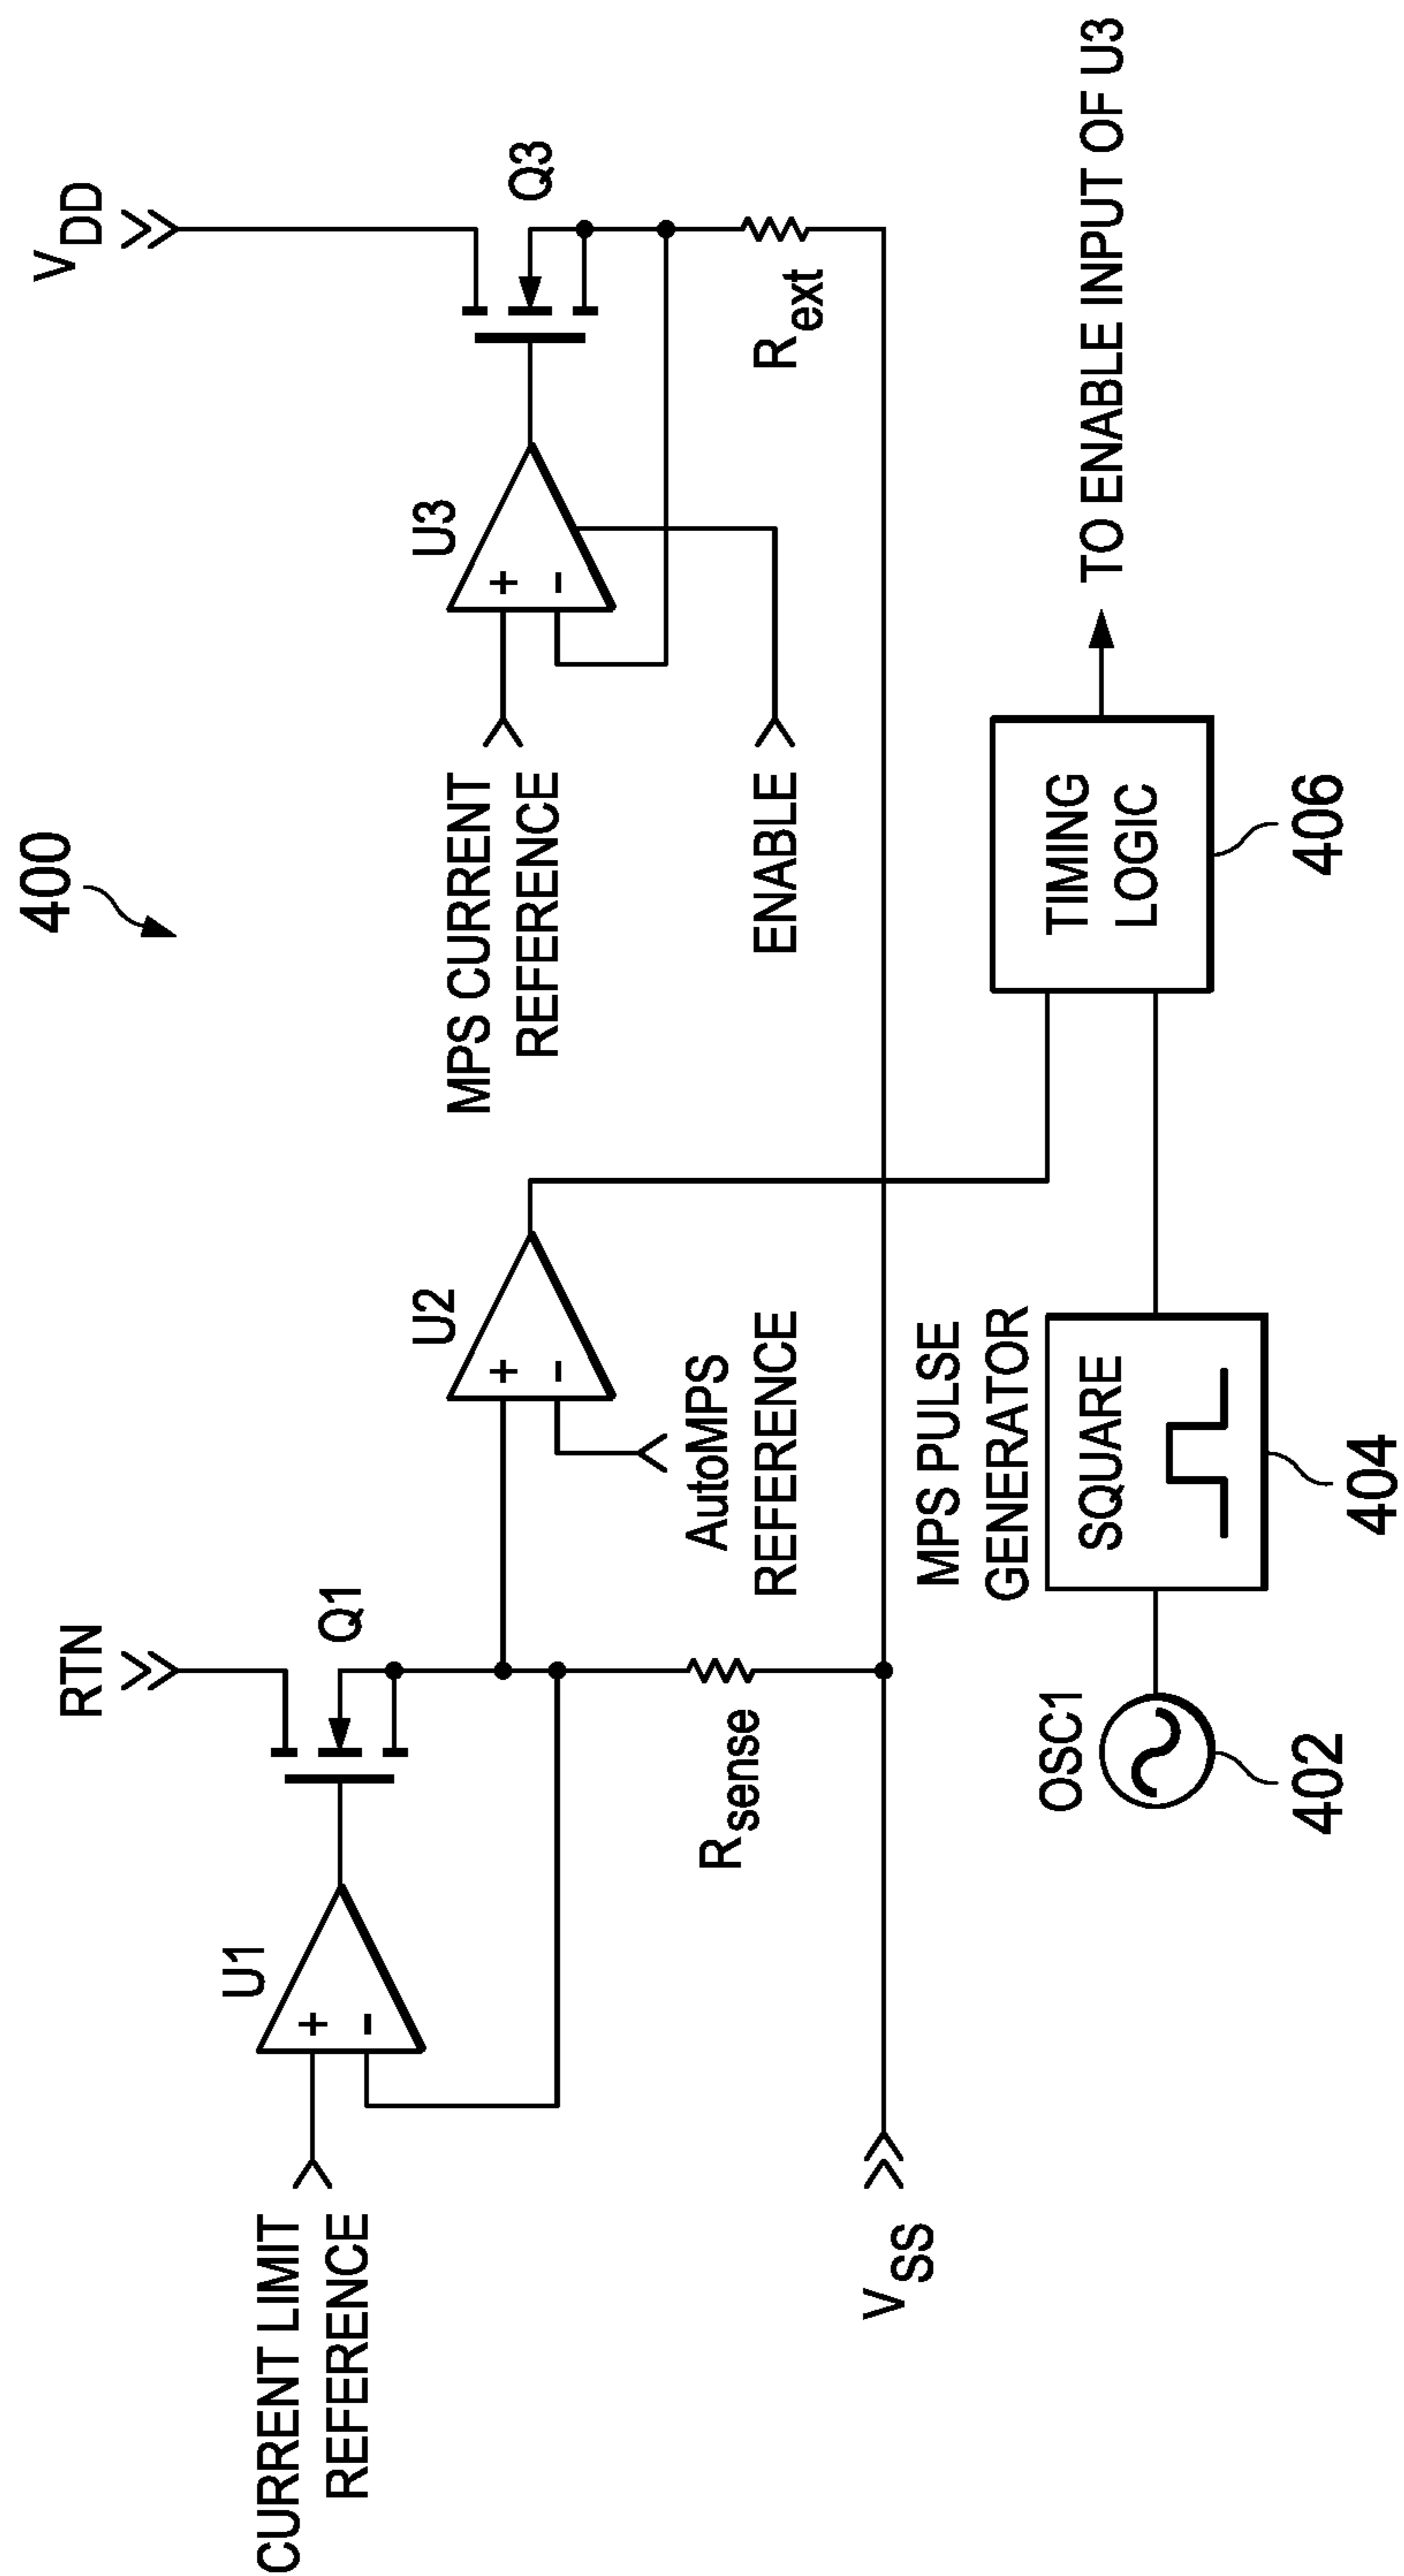 400
VDD
RTN
Q3
U3
Q1
U2
U1
CURRENT LIMIT
REFERENCE
MPS CURRENT
REFERENCE
Rext
ENABLE
AutoMPS
REFERENCE
Rsense
VSS
MPS PULSE
GENERATOR
OSC1
SQUARE
TIMING
LOGIC
TO ENABLE INPUT OF U3
402
404
406